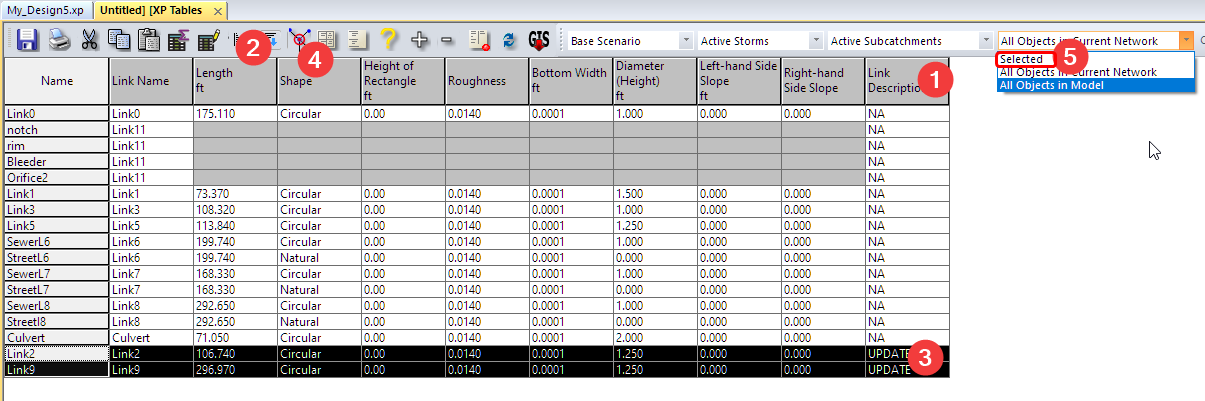 My_Design5.xp Untitled] [XP Tables ×
GIS Base Scenario Active Storms Active Subcatchments All Objects in Current Network
Selected
All Objects in Current Network
All Objects in Model
2 4 5 1 3
Name Link Name Length ft Shape Height of Rectangle ft Roughness Bottom Width ft Diameter (Height) ft Left-hand Side Slope ft Right-hand Side Slope Link
Link0 Link0 175.110 Circular 0.00 0.0140 0.0001 1.000 0.000 0.000 NA
notch Link11 NA
rim Link11 NA
Bleeder Link11 NA
Orifice2 Link11 NA
Link1 Link1 73.370 Circular 0.00 0.0140 0.0001 1.500 0.000 0.000 NA
Link3 Link3 108.320 Circular 0.00 0.0140 0.0001 1.000 0.000 0.000 NA
Link5 Link5 113.840 Circular 0.00 0.0140 0.0001 1.250 0.000 0.000 NA
SewerL6 Link6 199.740 Circular 0.00 0.0140 0.0001 1.000 0.000 0.000 NA
StreetL6 Link6 199.740 Natural 0.00 0.0140 0.0001 0.000 0.000 0.000 NA
SewerL7 Link7 168.330 Circular 0.00 0.0140 0.0001 1.000 0.000 0.000 NA
StreetL7 Link7 168.330 Natural 0.00 0.0140 0.0001 0.000 0.000 0.000 NA
SewerL8 Link8 292.650 Circular 0.00 0.0140 0.0001 1.000 0.000 0.000 NA
Streetl8 Link8 292.650 Natural 0.00 0.0140 0.0001 0.000 0.000 0.000 NA
Culvert Culvert 71.050 Circular 0.00 0.0140 0.0001 2.000 0.000 0.000 NA
Link2 Link2 106.740 Circular 0.00 0.0140 0.0001 1.250 0.000 0.000 UPDATE
Link9 Link9 296.970 Circular 0.00 0.0140 0.0001 1.250 0.000 0.000 UPDATE